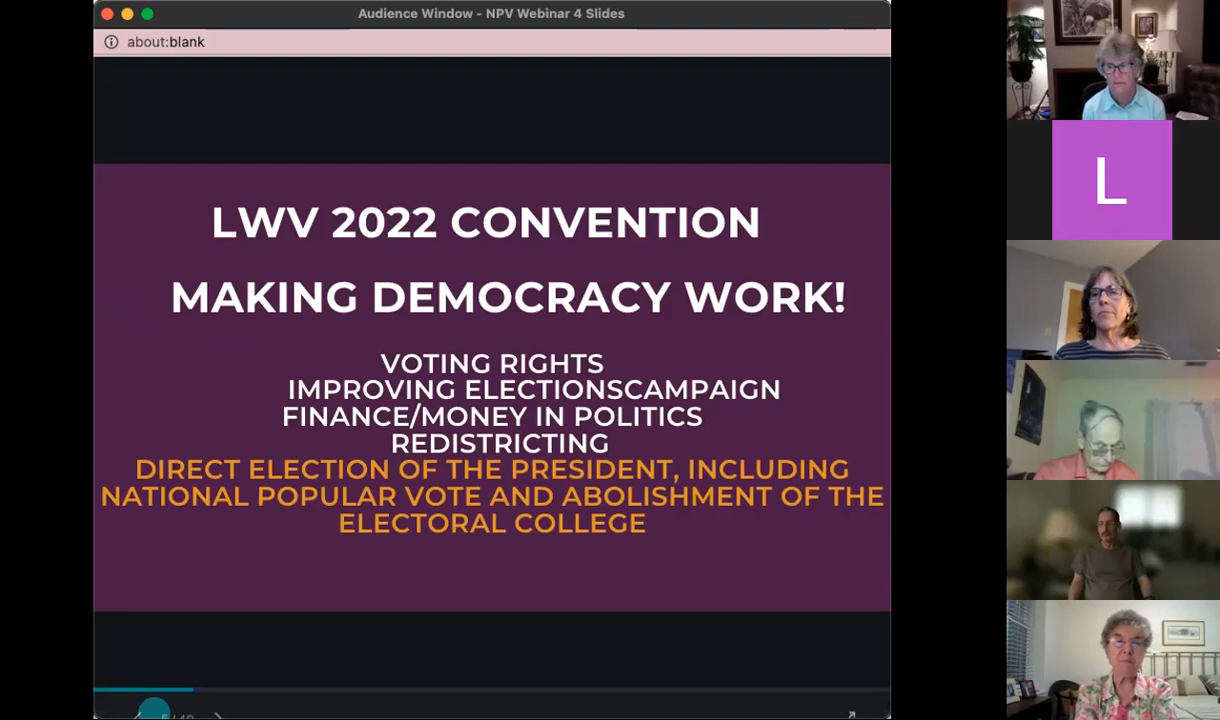 Audience Window - NPV Webinar 4 Slides
about:blank
LWV 2022 CONVENTION
MAKING DEMOCRACY WORK!
VOTING RIGHTS
IMPROVING ELECTIONSCAMPAIGN
FINANCE/MONEY IN POLITICS
REDISTRICTING
DIRECT ELECTION OF THE PRESIDENT, INCLUDING
NATIONAL POPULAR VOTE AND ABOLISHMENT OF THE
ELECTORAL COLLEGE
L